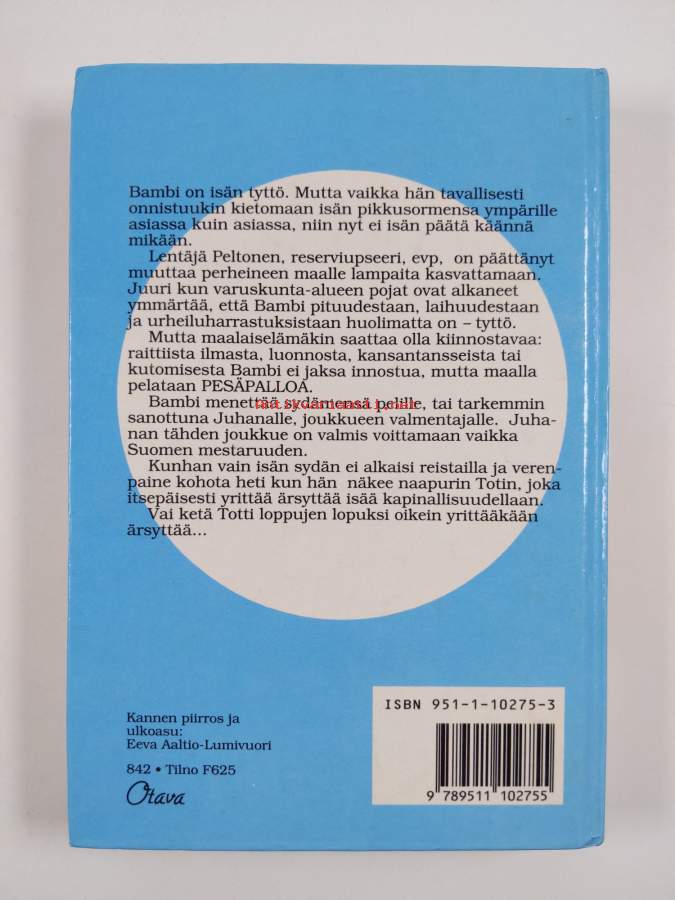 Bambi on isän tyttö. Mutta vaikka hän tavallisesti
onnistuukin kietomaan isän pikkusormensa ympärille
asiassa kuin asiassa, niin nyt ei isän päätä käännä
mikään.
Lentäjä Peltonen, reserviupseeri, evp, on päättänyt
muuttaa perheineen maalle lampaita kasvattamaan.
Juuri kun varuskunta-alueen pojat ovat alkaneet
ymmärtää, että Bambi pituudestaan, laihuudestaan
ja urheiluharrastuksistaan huolimatta on – tyttö.
Mutta maalaiselämäkin saattaa olla kiinnostavaa:
raittiista ilmasta, luonnosta, kansantansseista tai
kutomisesta Bambi ei jaksa innostua, mutta maalla
pelataan PESÄPALLOA.
antikvariaatti.net
Bambi menettää sydämensä pelille, tai tarkemmin
sanottuna Juhanalle, joukkueen valmentajalle. Juha-
nan tähden joukkue on valmis voittamaan vaikka
Suomen mestaruuden.
Kunhan vain isän sydän ei alkaisi reistailla ja veren-
paine kohota heti kun hän näkee naapurin Totin, joka
itsepäisesti yrittää ärsyttää isää kapinallisuudellaan.
Vai ketä Totti loppujen lopuksi oikein yrittääkään
ärsyttää...
Kannen piirros ja
ulkoasu:
Eeva Aaltio-Lumivuori
842 • Tilno F625
Otava
ISBN 951-1-10275-3
9 789511 102755